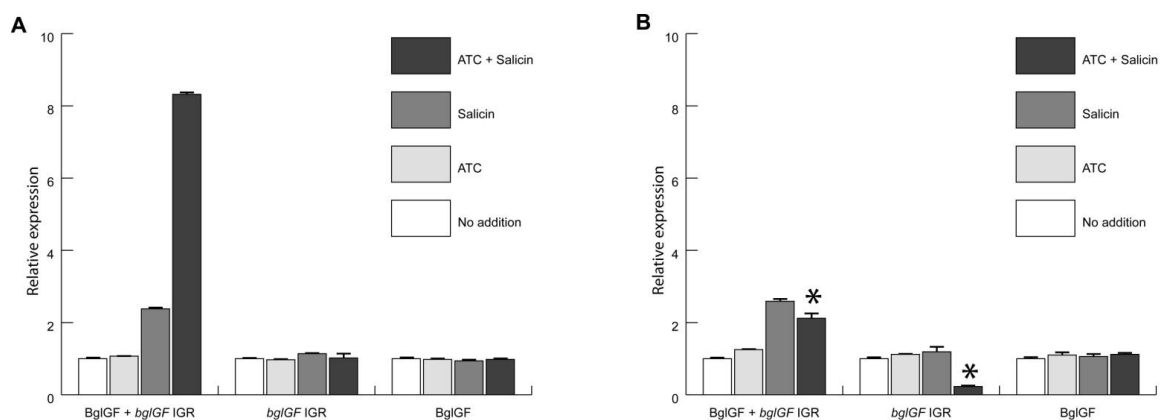 A
10
8
6
4
2
0
Relative expression
ATC + Salicin
Salicin
ATC
No addition
BglGF + bglGF IGR
bglGF IGR
BglGF
B
10
8
6
4
2
0
Relative expression
ATC + Salicin
Salicin
ATC
No addition
*
*
BglGF + bglGF IGR
bglGF IGR
BglGF